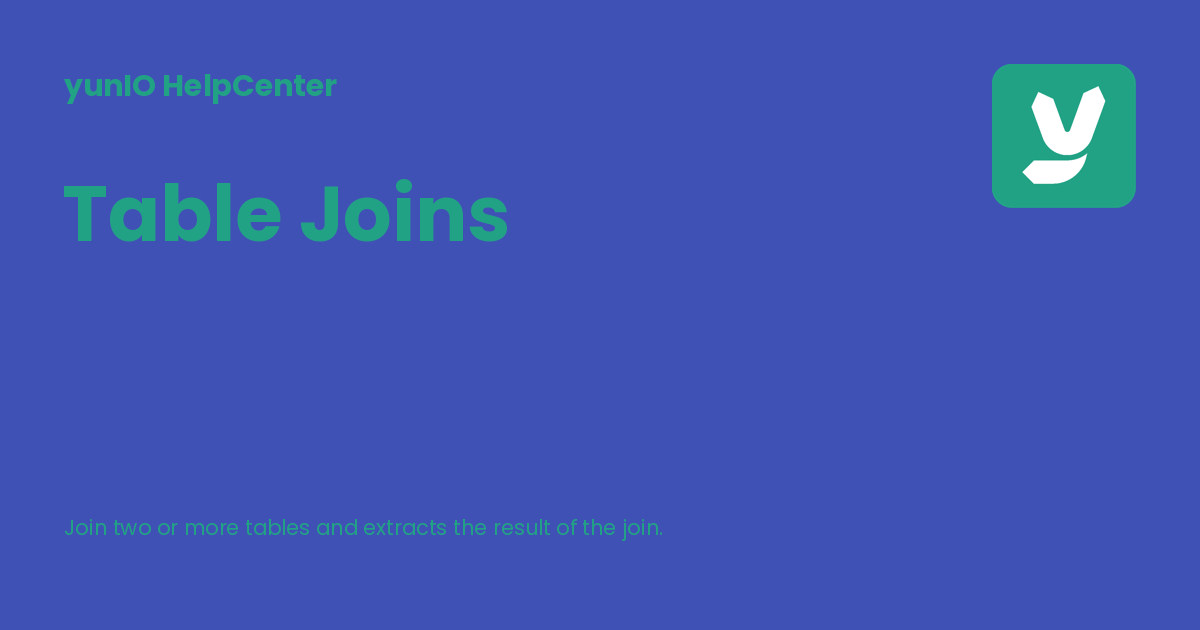 yunIO HelpCenter
Table Joins
Join two or more tables and extracts the result of the join.